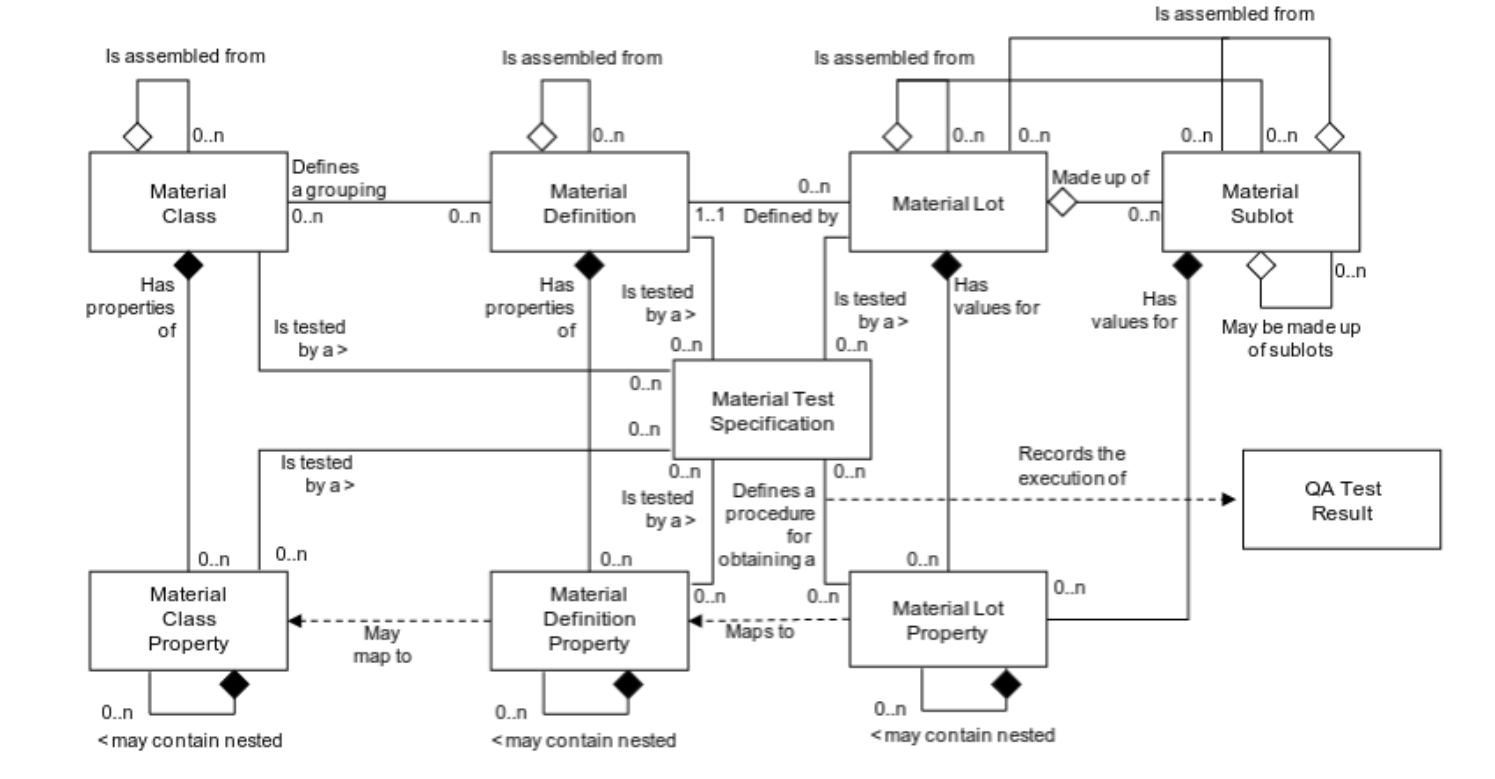 Is assembled from
Is assembled from
Is assembled from
Is assembled from
0..n
0..n
0..n
0..n
0..n
0..n
Material
Class
Defines
a grouping
0..n
0..n
Material
Definition
0..n
1..1
Defined by
Material Lot
Made up of
0..n
Material
Sublot
Has
properties
of
Is tested
by a >
Has
properties
of
Is tested
by a >
0..n
Is tested
by a >
0..n
Has
values for
Has
values for
0..n
May be made up
of sublots
0..n
Material Test
Specification
0..n
Is tested
by a >
0..n
Is tested
by a >
0..n
Defines a
procedure
for
obtaining a
Records the
execution of
QA Test
Result
0..n
0..n
0..n
0..n
Material
Class
Property
May
map to
Material
Definition
Property
0..n
0..n
Maps to
Material Lot
Property
0..n
0..n
< may contain nested
0..n
< may contain nested
0..n
< may contain nested